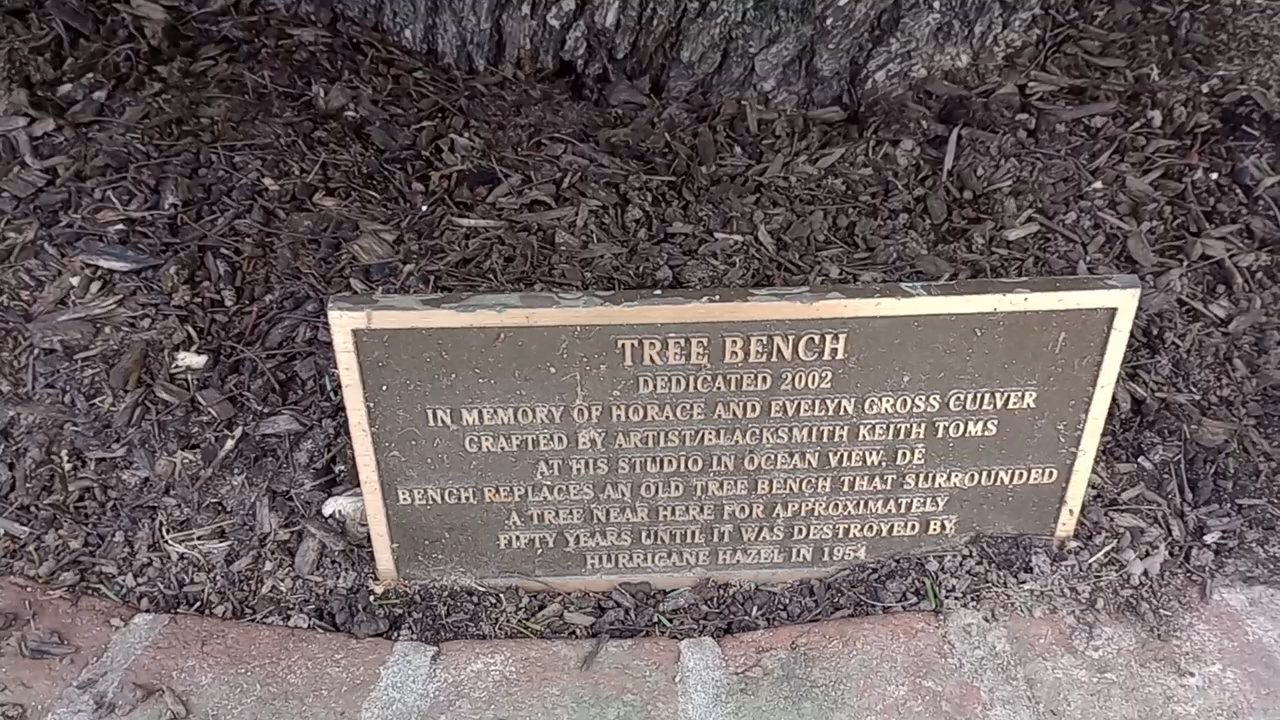 TREE BENCH
DEDICATED 2002
IN MEMORY OF HORACE AND EVELYN GROSS CULVER
CRAFTED BY ARTIST/BLACKSMITH KEITH TOMS
AT HIS STUDIO IN OCEAN VIEW, DE
BENCH REPLACES AN OLD TREE BENCH THAT SURROUNDED
A TREE NEAR HERE FOR APPROXIMATELY
FIFTY YEARS UNTIL IT WAS DESTROYED BY
HURRICANE HAZEL IN 1954